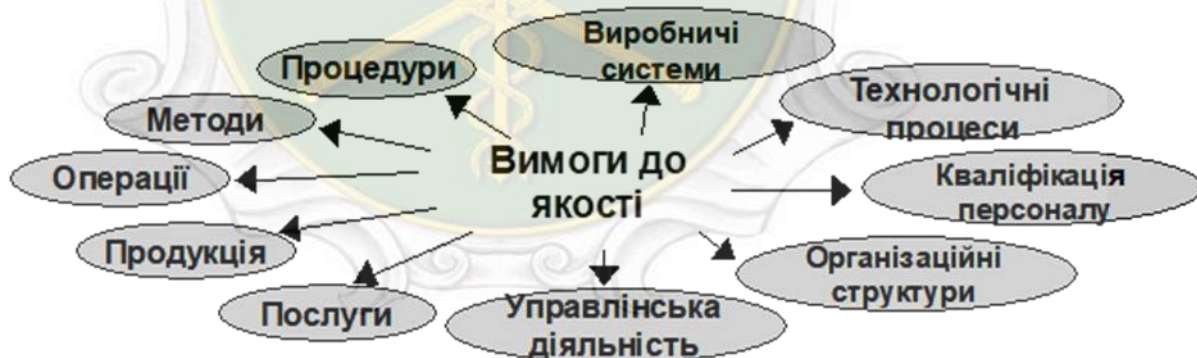 Виробничі
системи
Процедури
Технологічні
процеси
Методи
Вимоги до
якості
Операції
Кваліфікація
персоналу
Продукція
Організаційні
структури
Послуги
Управлінська
діяльність